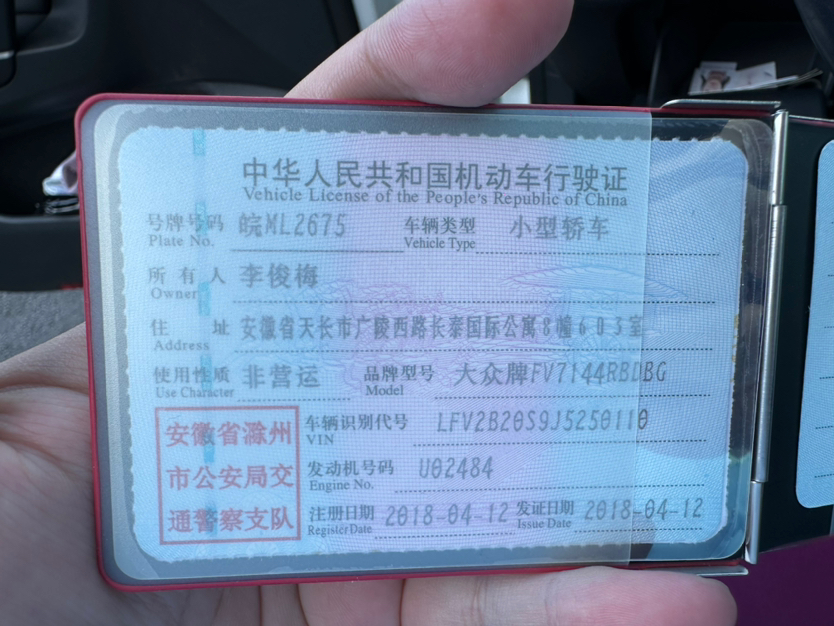 中华人民共和国机动车行驶证
Vehicle License of the People's Republic of China
号牌号码 皖ML2675 车辆类型 小型轿车
Plate No. Vehicle Type
所有人 李俊梅
Owner
住址 安徽省天长市广陵西路长泰国际公寓8幢603室
Address
使用性质 非营运 品牌型号 大众牌FV7144RBDBG
Use Character Model
安徽省滁州
市公安局交
通警察支队
车辆识别代号 LFV2B20S9J5250110
VIN
发动机号码 U02484
Engine No.
注册日期 2018-04-12 发证日期 2018-04-12
Register Date Issue Date